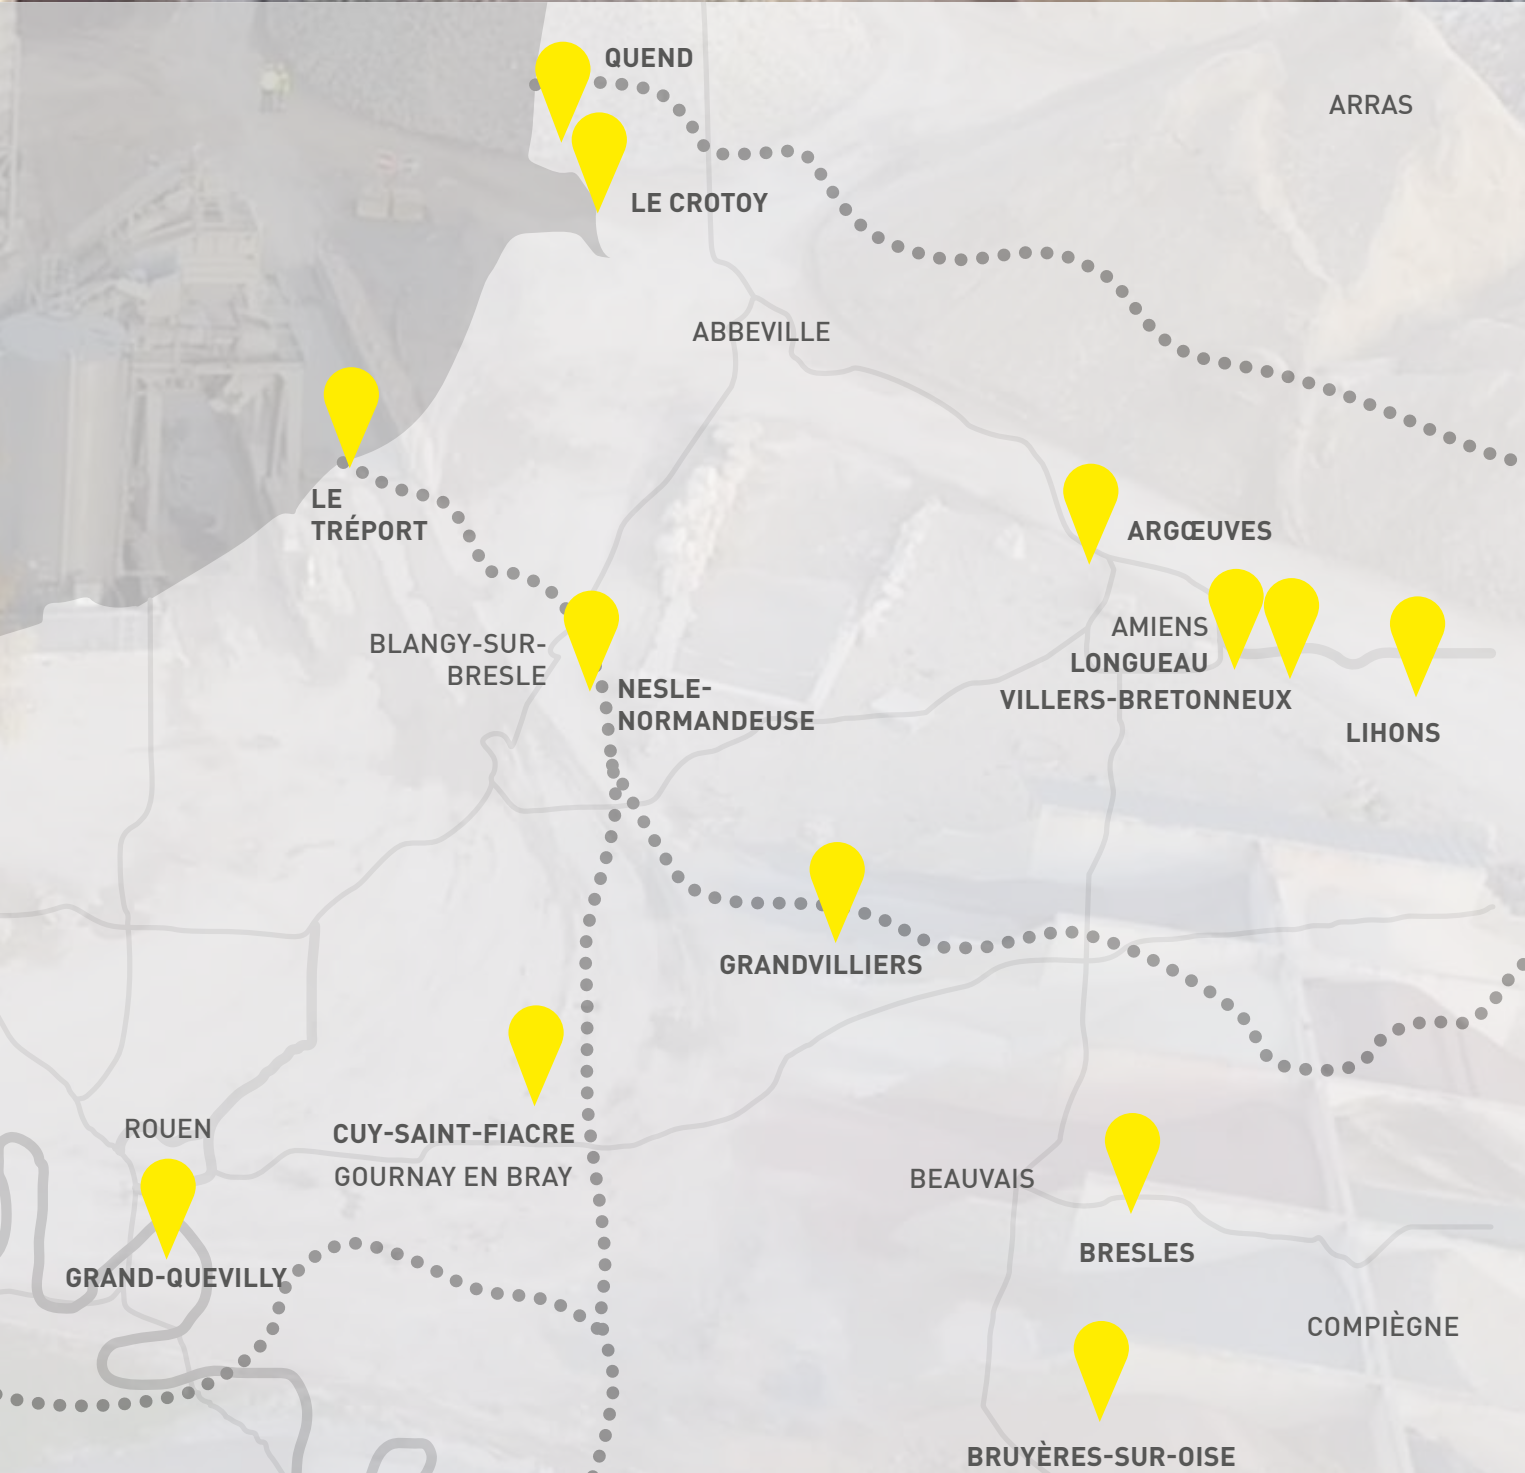 QUEND
ARRAS
LE CROTOY
ABBEVILLE
LE
TRÉPORT
ARGŒUVES
BLANGY-SUR-
BRESLE
AMIENS
LONGUEAU
VILLERS-BRETONNEUX
NESLE-
NORMANDEUSE
LIHONS
GRANDVILLIERS
ROUEN
CUY-SAINT-FIACRE
GOURNAY EN BRAY
BEAUVAIS
BRESLES
GRAND-QUEVILLY
COMPIÈGNE
BRUYÈRES-SUR-OISE